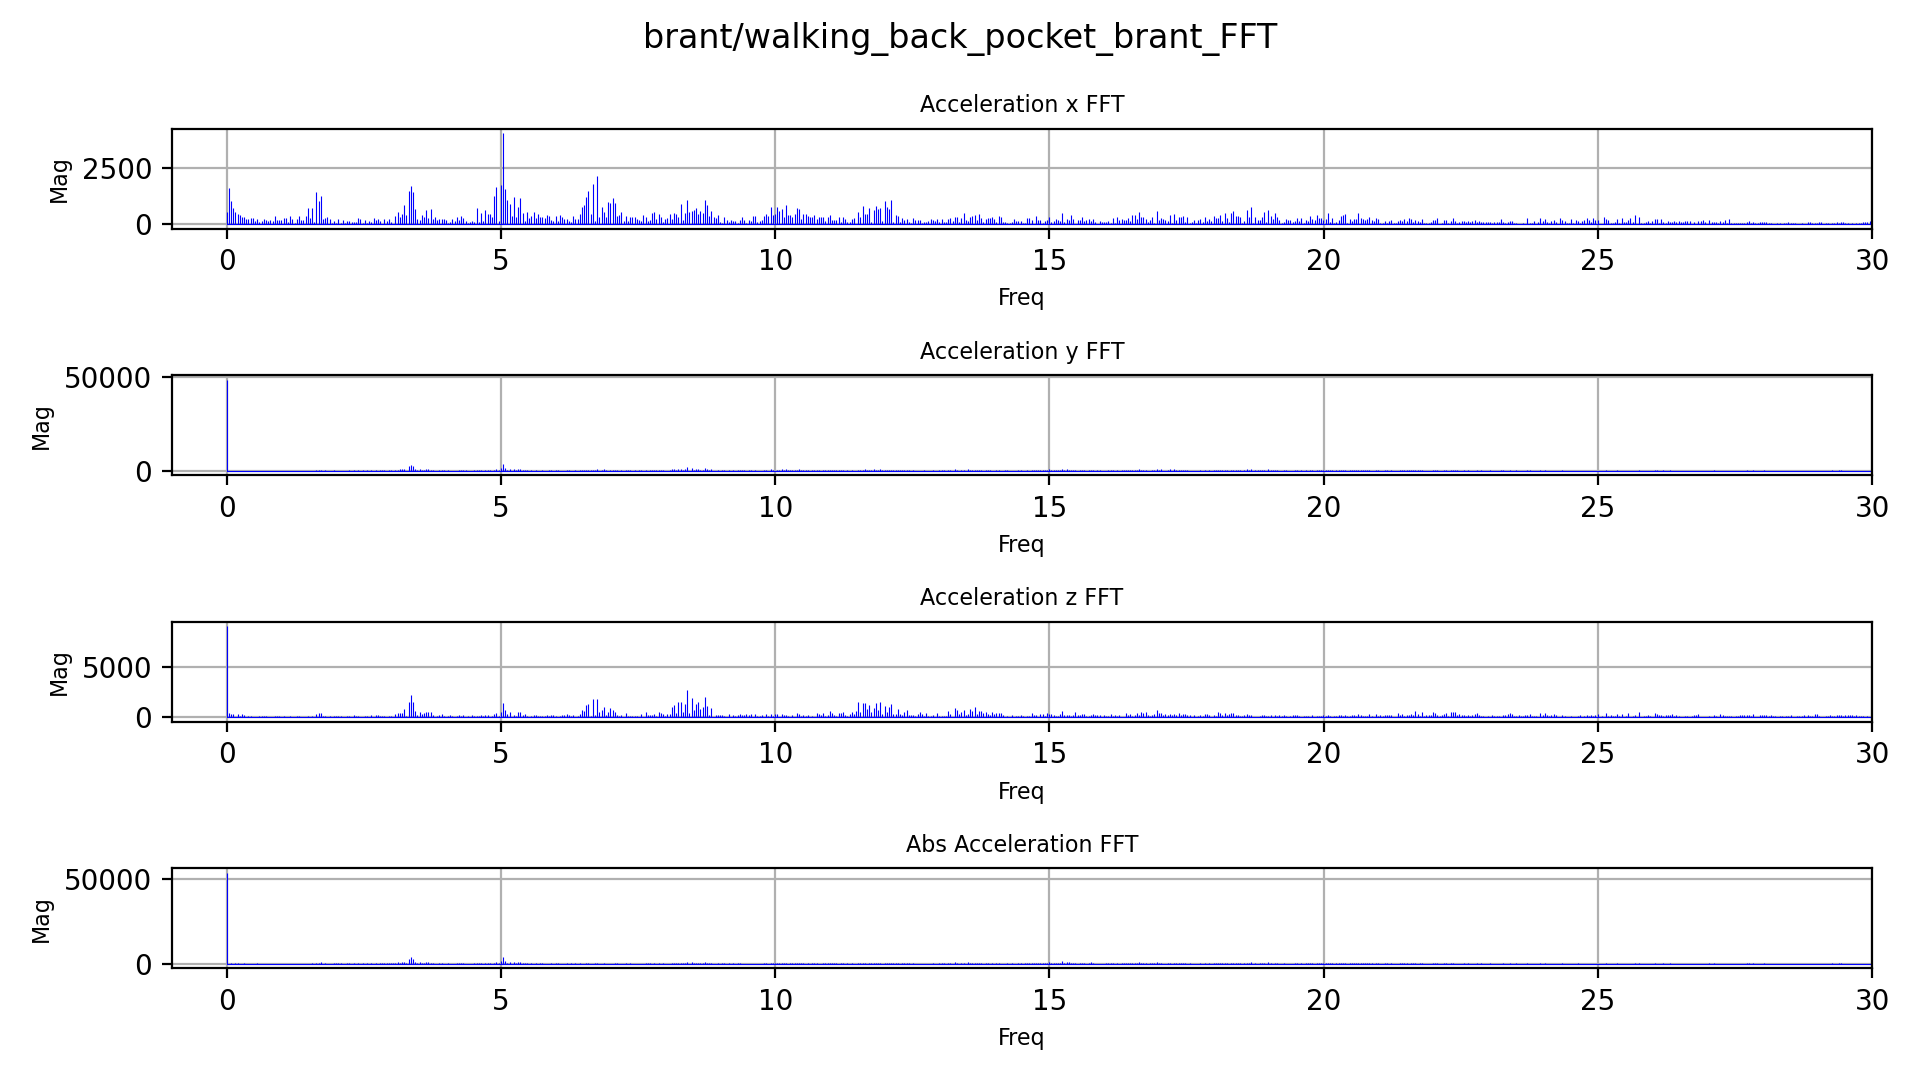 brant/walking_back_pocket_brant_FFT
Acceleration x FFT
Mag
2500
0
0 5 10 15 20 25 30
Freq
Acceleration y FFT
Mag
50000
0
0 5 10 15 20 25 30
Freq
Acceleration z FFT
Mag
5000
0
0 5 10 15 20 25 30
Freq
Abs Acceleration FFT
Mag
50000
0
0 5 10 15 20 25 30
Freq